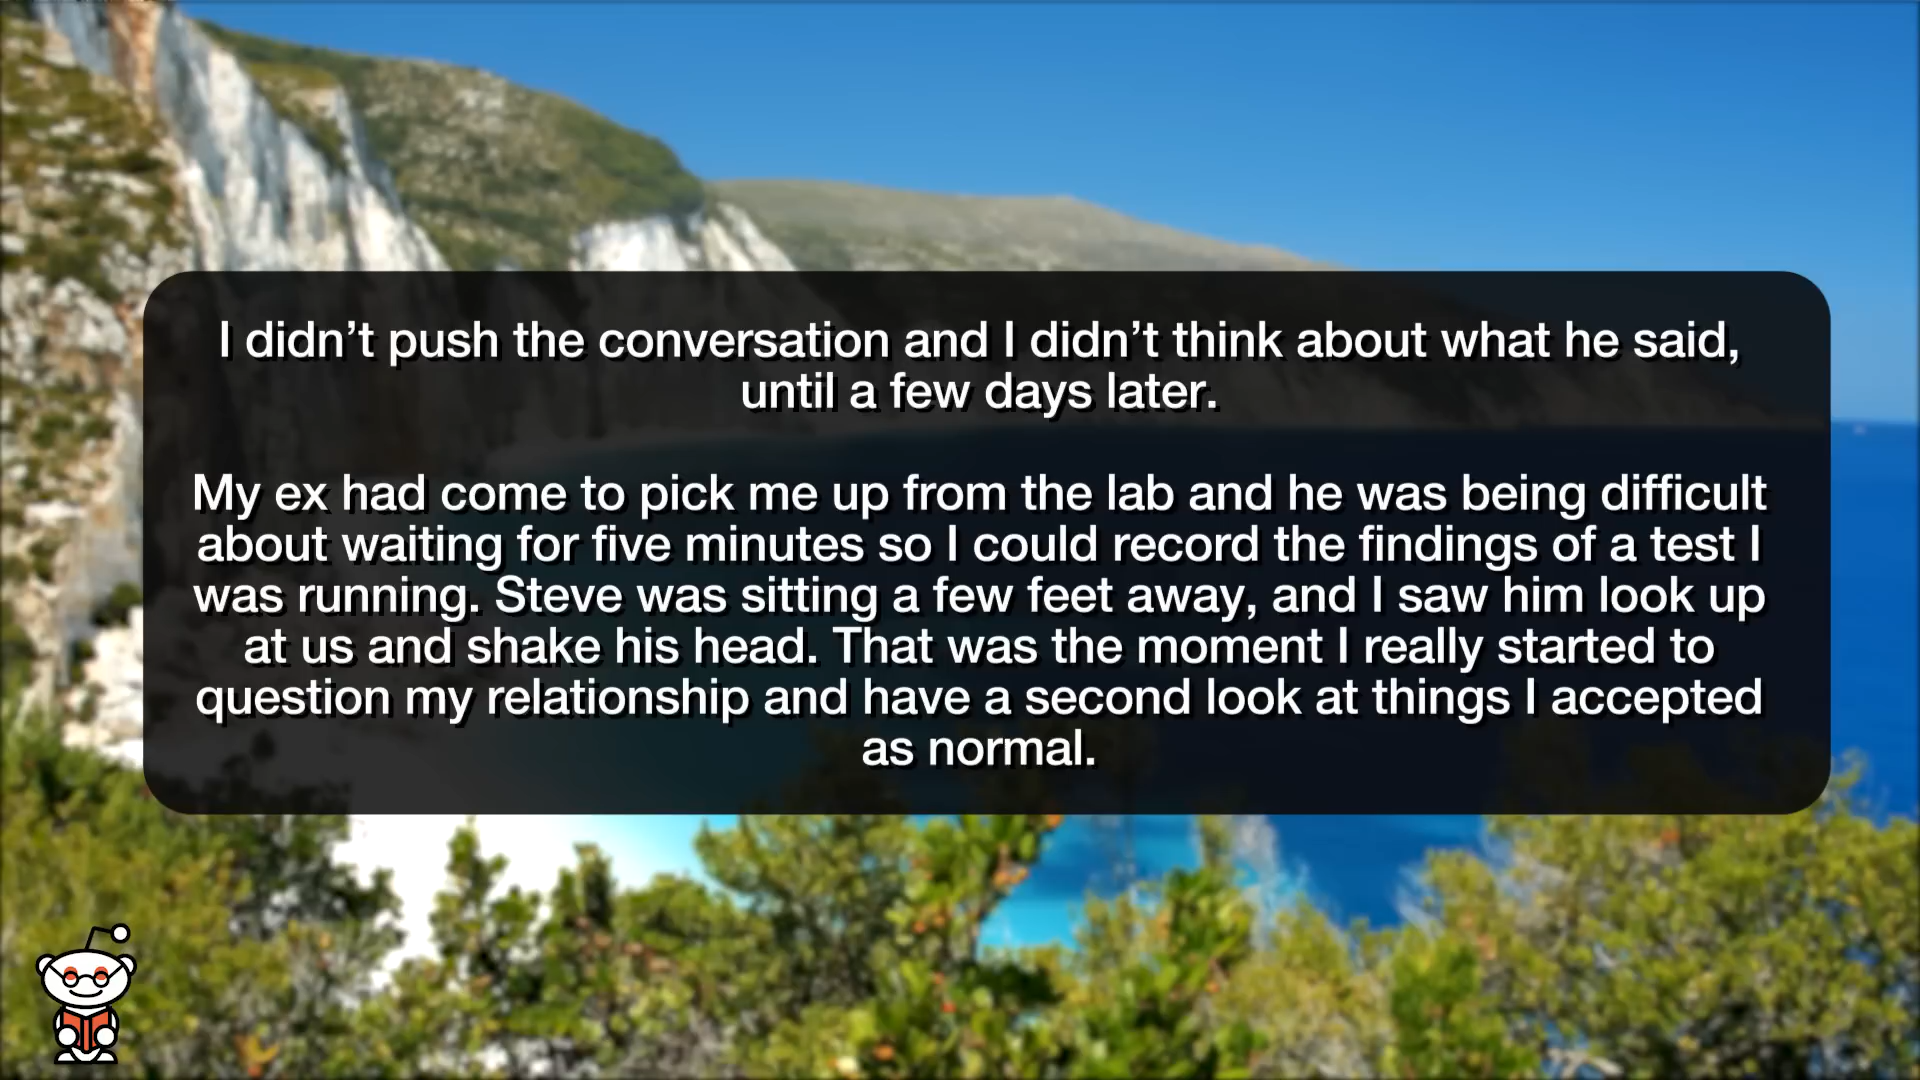 I didn’t push the conversation and I didn’t think about what he said,
until a few days later.
My ex had come to pick me up from the lab and he was being difficult
about waiting for five minutes so I could record the findings of a test I
was running. Steve was sitting a few feet away, and I saw him look up
at us and shake his head. That was the moment I really started to
question my relationship and have a second look at things I accepted
as normal.